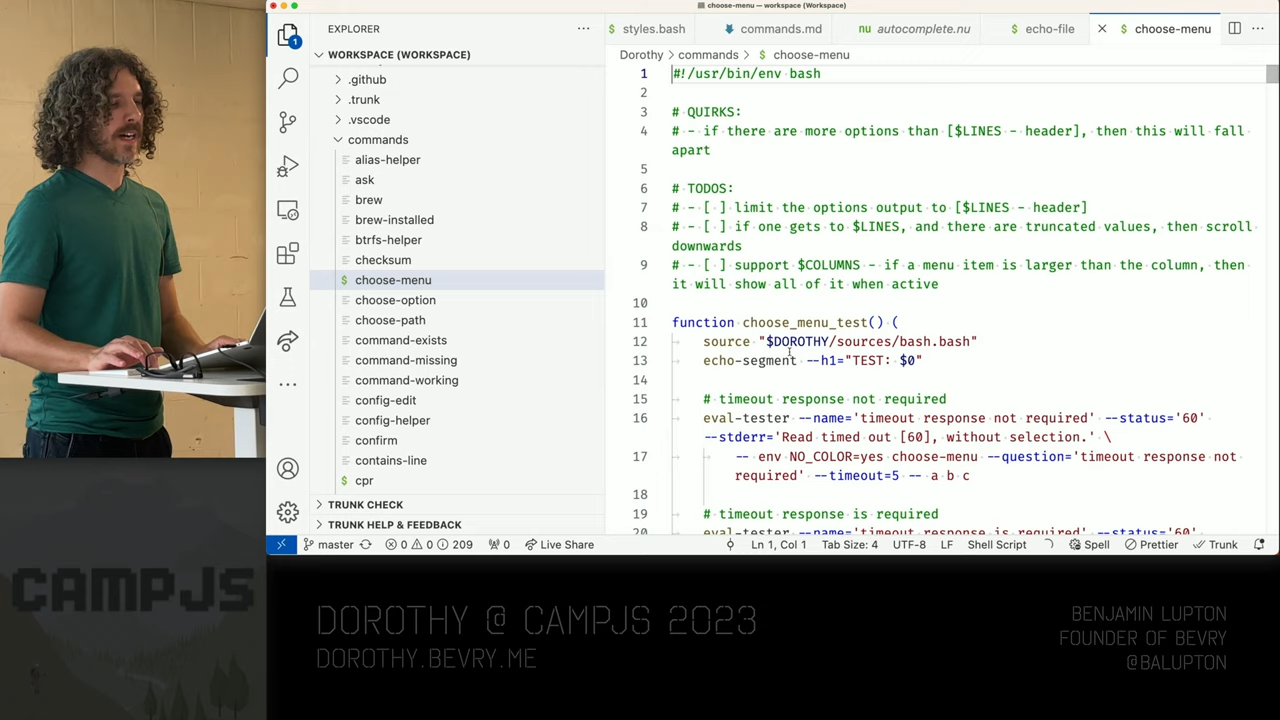 choose-menu — workspace (Workspace)
EXPLORER
styles.bash
commands.md
autocomplete.nu
echo-file
choose-menu
WORKSPACE (WORKSPACE)
Dorothy › commands › $ choose-menu
1
.github
.trunk
.vscode
commands
alias-helper
ask
brew
brew-installed
btrfs-helper
checksum
$ choose-menu
choose-option
choose-path
command-exists
command-missing
command-working
config-edit
config-helper
confirm
contains-line
cpr
TRUNK CHECK
TRUNK HELP & FEEDBACK
1 #!/usr/bin/env bash
2
3 # QUIRKS:
4 # - if there are more options than [$LINES - header], then this will fall
apart
5
6 # TODOS:
7 # - [ ] limit the options output to [$LINES - header]
8 # - [ ] if one gets to $LINES, and there are truncated values, then scroll
downwards
9 # - [ ] support $COLUMNS - if a menu item is larger than the column, then
it will show all of it when active
10
11 function choose_menu_test() (
12 source "$DOROTHY/sources/bash.bash"
13 echo-segment --h1="TEST: $0"
14
15 # timeout response not required
16 eval-tester --name='timeout response not required' --status='60'
--stderr='Read timed out [60], without selection.' \
17 -- env NO_COLOR=yes choose-menu --question='timeout response not
required' --timeout=5 -- a b c
18
19 # timeout response is required
20 eval-tester --name='timeout response is required' --status='60'
master 0 0 209 0 Live Share Ln 1, Col 1 Tab Size: 4 UTF-8 LF Shell Script Spell Prettier Trunk
CAMPJS
DOROTHY @ CAMPJS 2023
DOROTHY.BEVRY.ME
BENJAMIN LUPTON
FOUNDER OF BEVRY
@BALUPTON